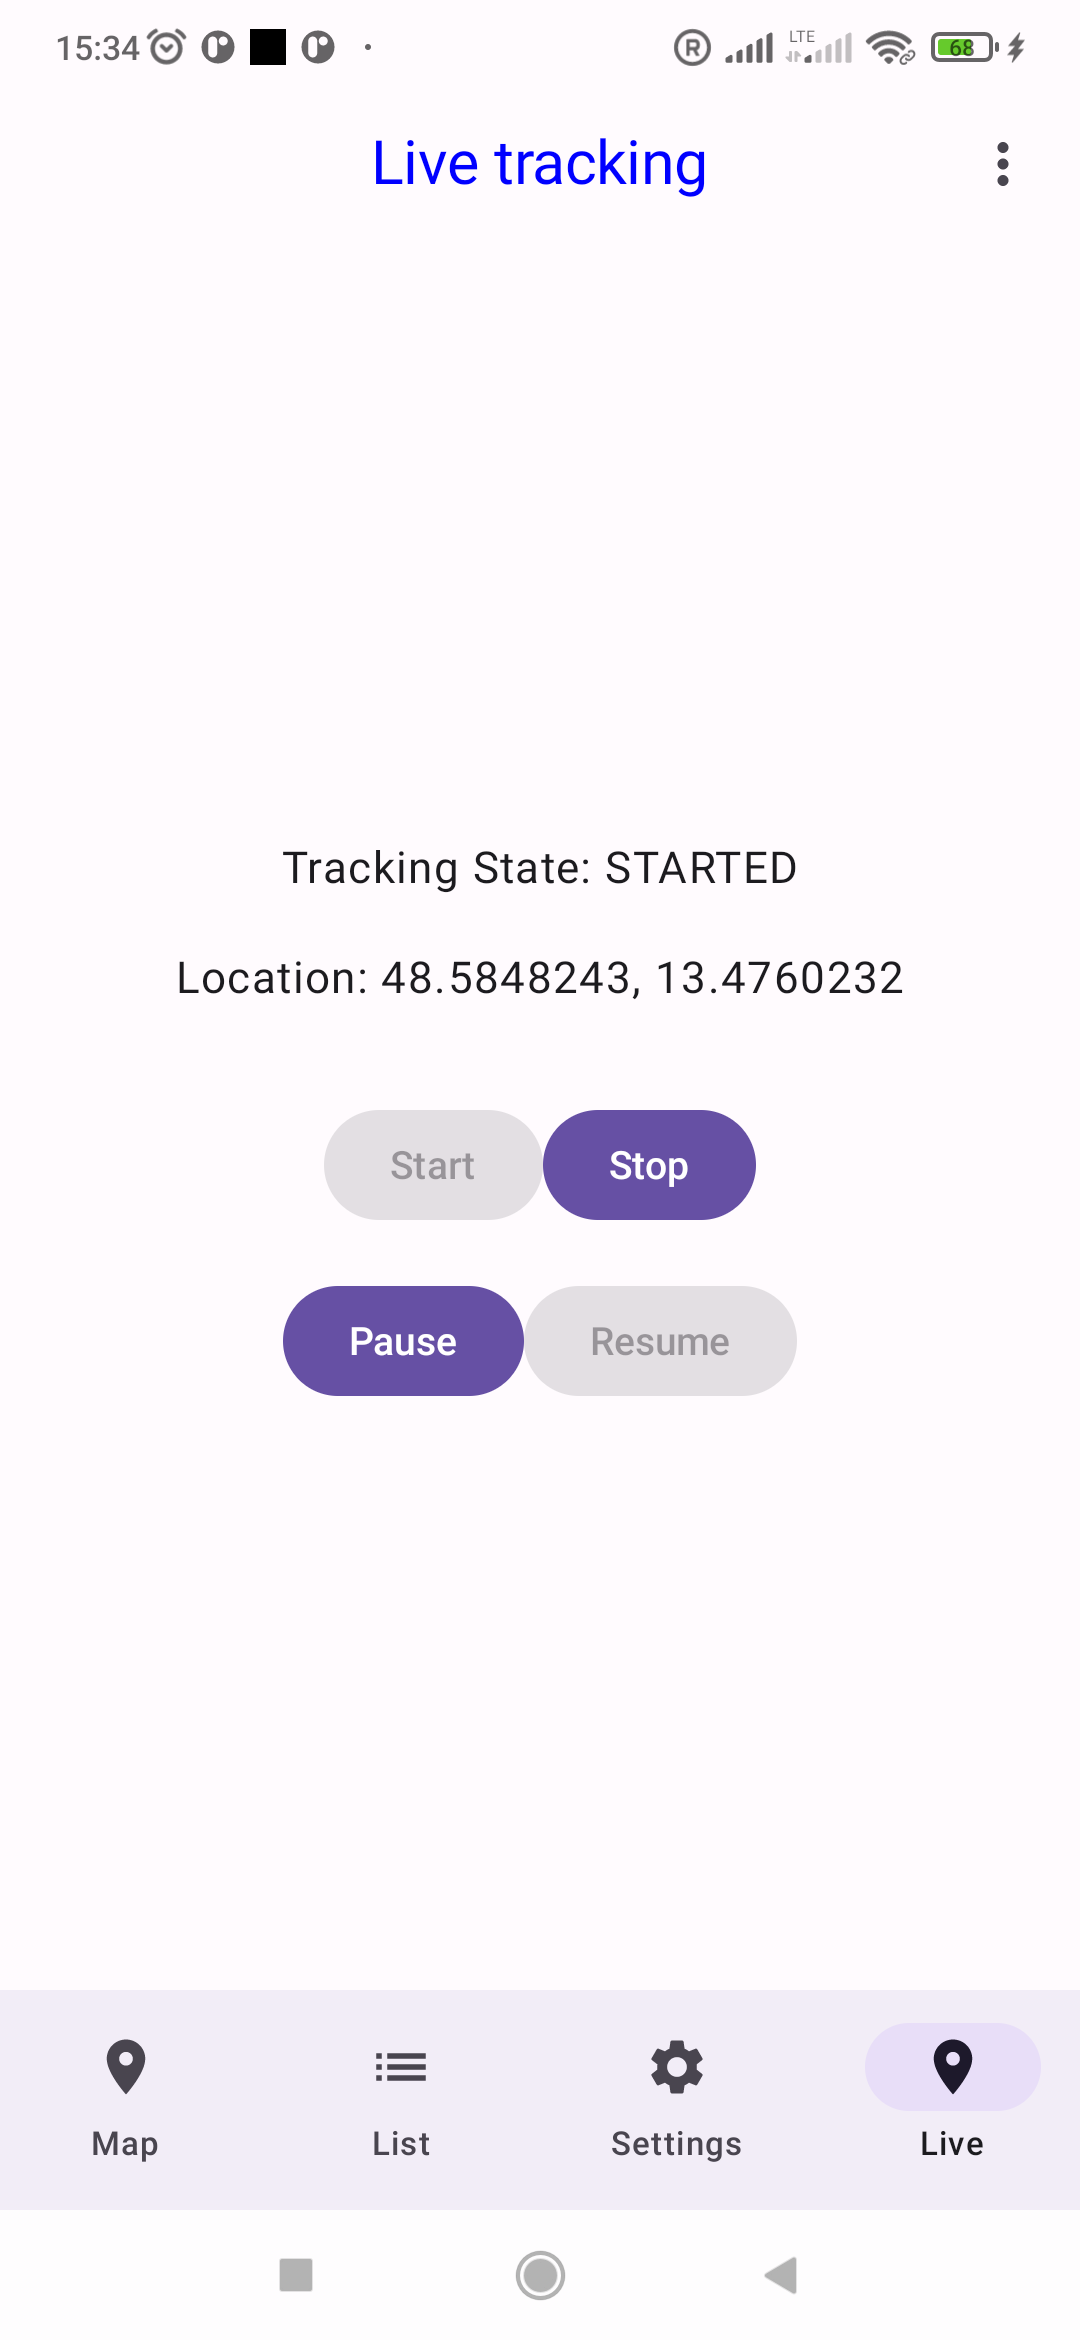 15:34
LTE
68
Live tracking
Tracking State: STARTED
Location: 48.5848243, 13.4760232
Start Stop
Pause Resume
Map List Settings Live